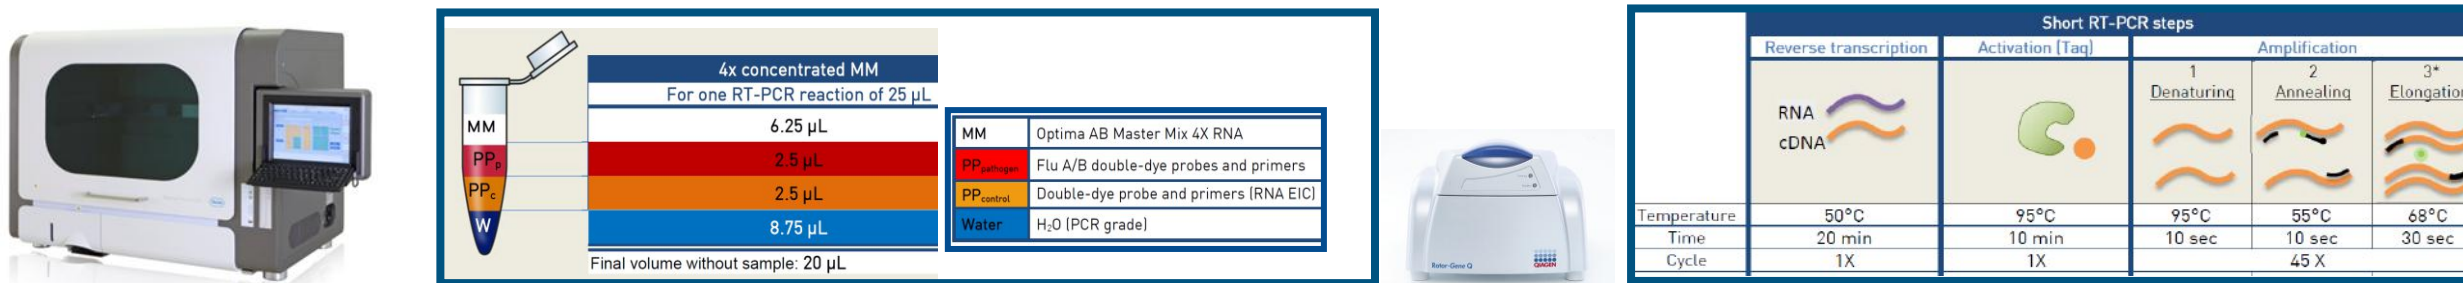 4x concentrated MM
For one RT-PCR reaction of 25 µL
MM
6.25 µL
PPp
2.5 µL
PPc
2.5 µL
W
8.75 µL
Final volume without sample: 20 µL
MM Optima AB Master Mix 4X RNA
PPpathogen Flu A/B double-dye probes and primers
PPcontrol Double-dye probe and primers (RNA EIC)
Water H₂O (PCR grade)
Rotor-Gene Q
QIAGEN
Short RT-PCR steps
Reverse transcription Activation (Taq) Amplification
1 2 3*
Denaturing Annealing Elongation
RNA
cDNA
Temperature 50°C 95°C 95°C 55°C 68°C
Time 20 min 10 min 10 sec 10 sec 30 sec
Cycle 1X 1X 45 X